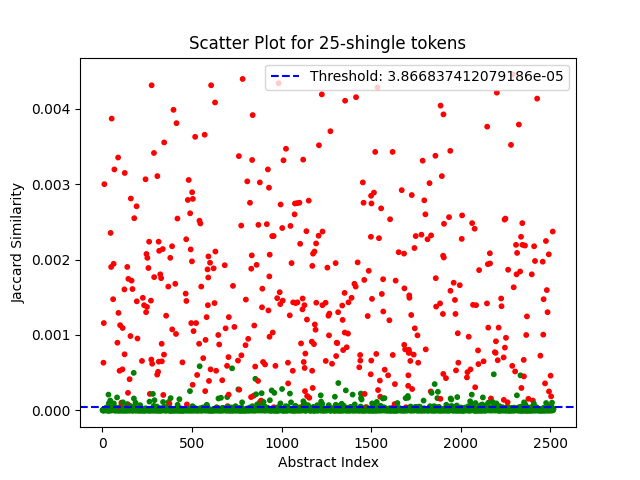 Scatter Plot for 25-shingle tokens
Threshold: 3.866837412079186e-05
Jaccard Similarity
0.004
0.003
0.002
0.001
0.000
0 500 1000 1500 2000 2500
Abstract Index